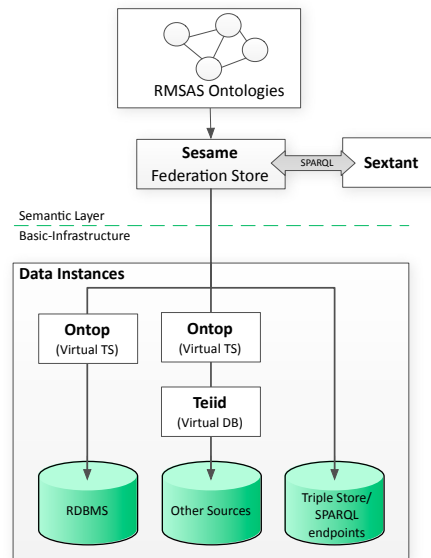 RMSAS Ontologies
Sesame
Federation Store
SPARQL
Sextant
Semantic Layer
Basic-Infrastructure
Data Instances
Ontop
(Virtual TS)
Ontop
(Virtual TS)
Teiid
(Virtual DB)
RDBMS
Other Sources
Triple Store/
SPARQL
endpoints